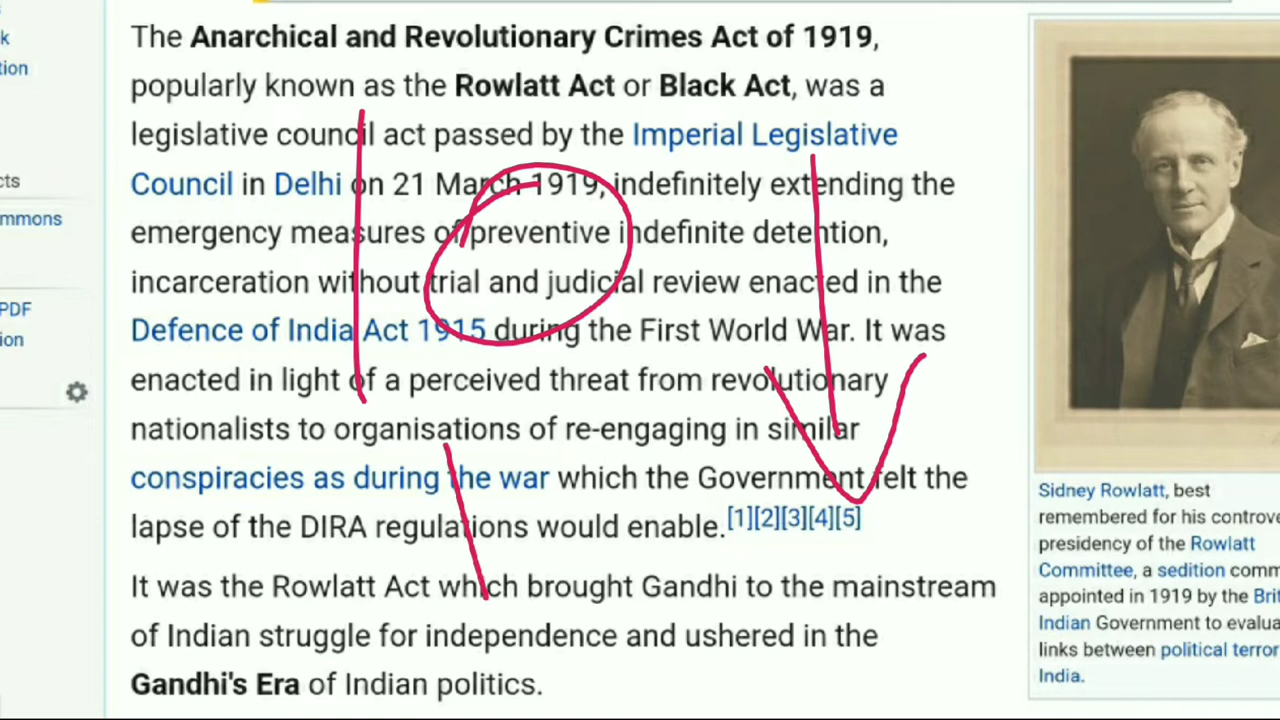 k
tion
cts
mmons
PDF
ion
The Anarchical and Revolutionary Crimes Act of 1919,
popularly known as the Rowlatt Act or Black Act, was a
legislative council act passed by the Imperial Legislative
Council in Delhi on 21 March 1919, indefinitely extending the
emergency measures of preventive indefinite detention,
incarceration without trial and judicial review enacted in the
Defence of India Act 1915 during the First World War. It was
enacted in light of a perceived threat from revolutionary
nationalists to organisations of re-engaging in similar
conspiracies as during the war which the Government felt the
lapse of the DIRA regulations would enable.[1][2][3][4][5]
It was the Rowlatt Act which brought Gandhi to the mainstream
of Indian struggle for independence and ushered in the
Gandhi's Era of Indian politics.
Sidney Rowlatt, best
remembered for his controve
presidency of the Rowlatt
Committee, a sedition comm
appointed in 1919 by the Brit
Indian Government to evalua
links between political terror
India.